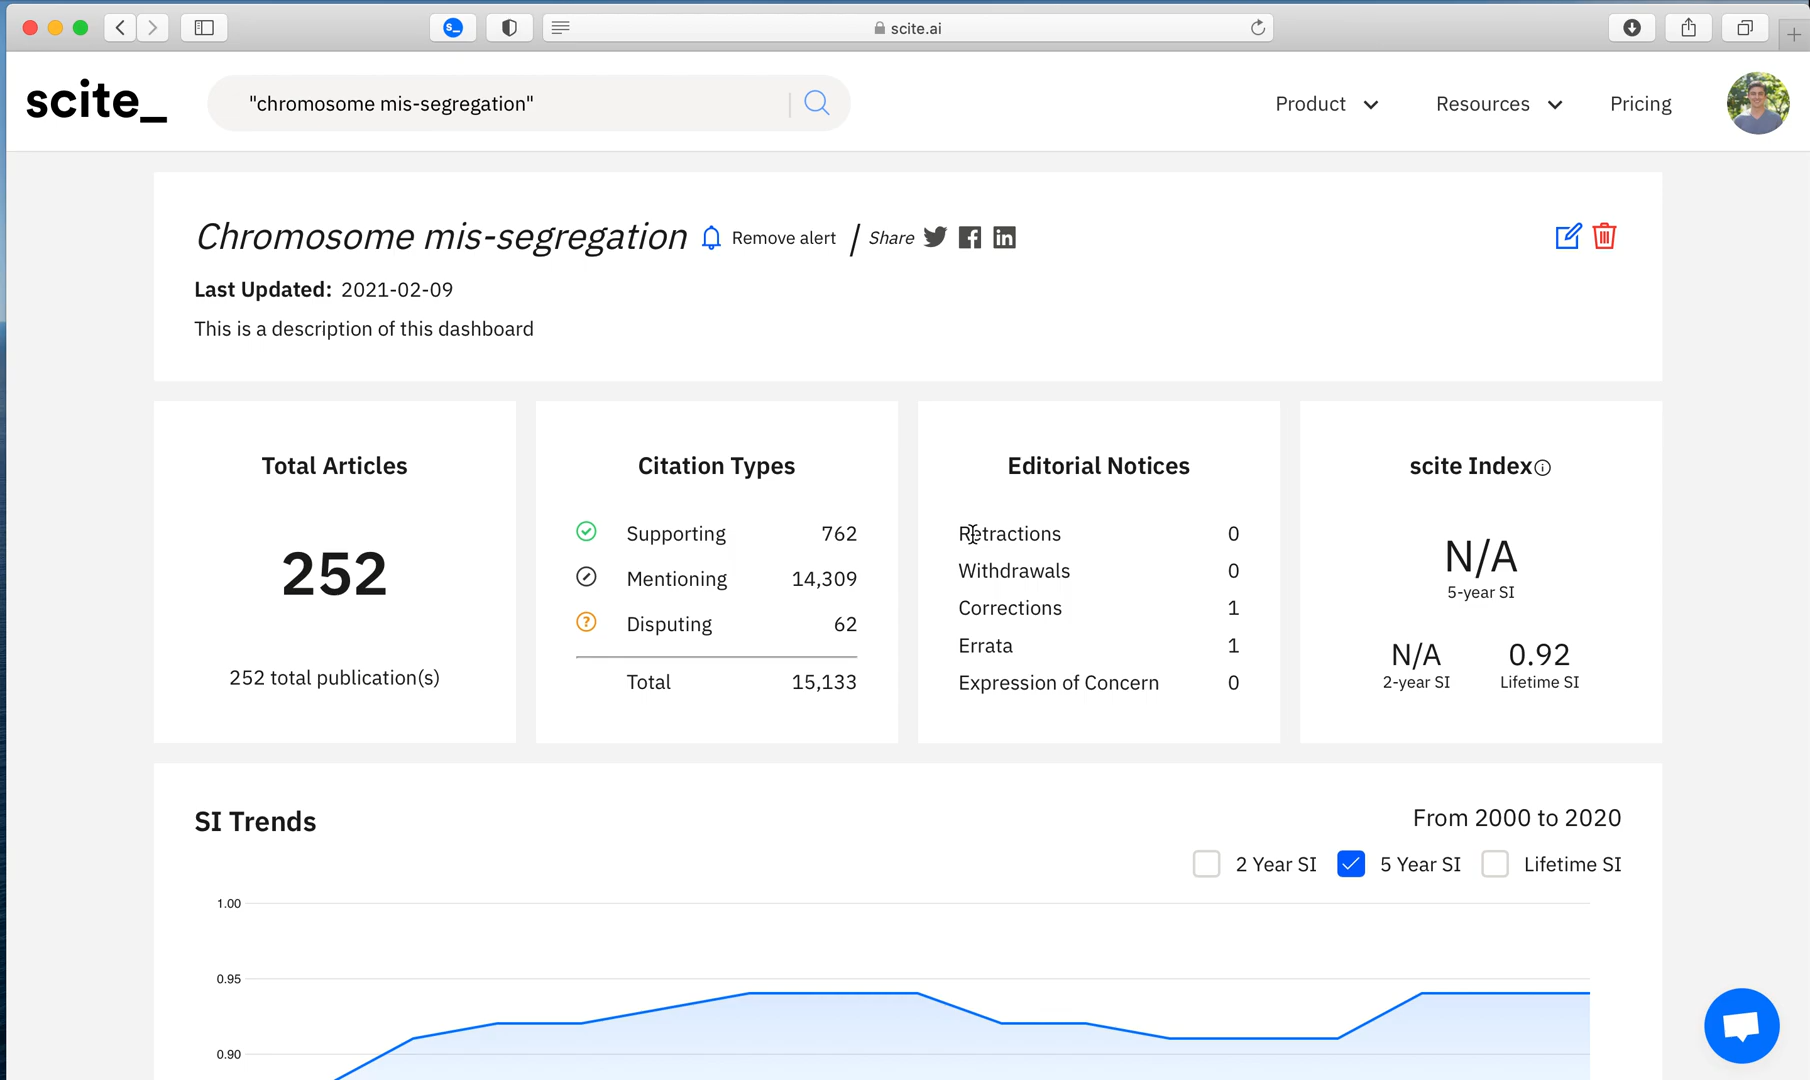 s_
scite.ai
scite_
"chromosome mis-segregation"
Product
Resources
Pricing
Chromosome mis-segregation
Remove alert
/ Share
Last Updated: 2021-02-09
This is a description of this dashboard
Total Articles
252
252 total publication(s)
Citation Types
Supporting 762
Mentioning 14,309
? Disputing 62
Total 15,133
Editorial Notices
Retractions 0
Withdrawals 0
Corrections 1
Errata 1
Expression of Concern 0
scite Index
N/A
5-year SI
N/A 0.92
2-year SI Lifetime SI
SI Trends
From 2000 to 2020
2 Year SI 5 Year SI Lifetime SI
1.00
0.95
0.90